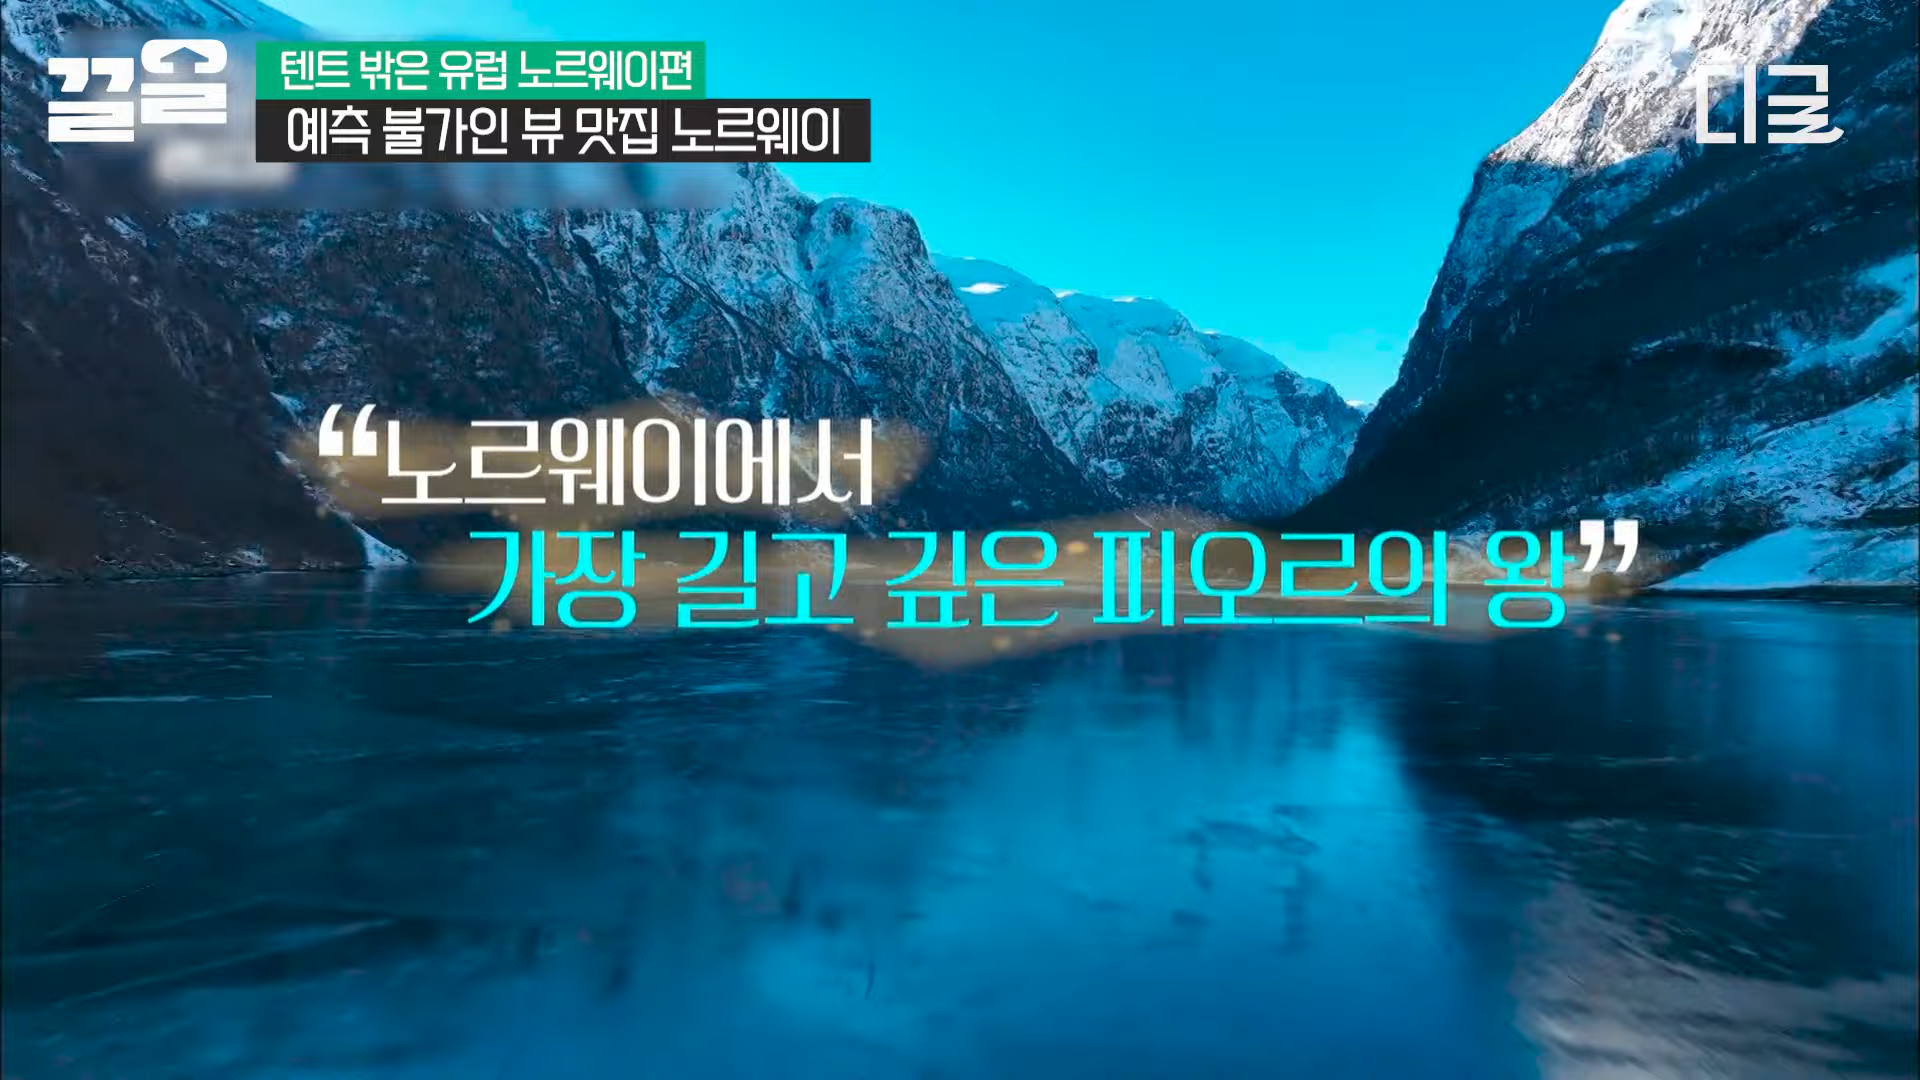 끌올
텐트 밖은 유럽 노르웨이편
예측 불가인 뷰 맛집 노르웨이
디글
“노르웨이에서
가장 길고 깊은 피오르의 왕”